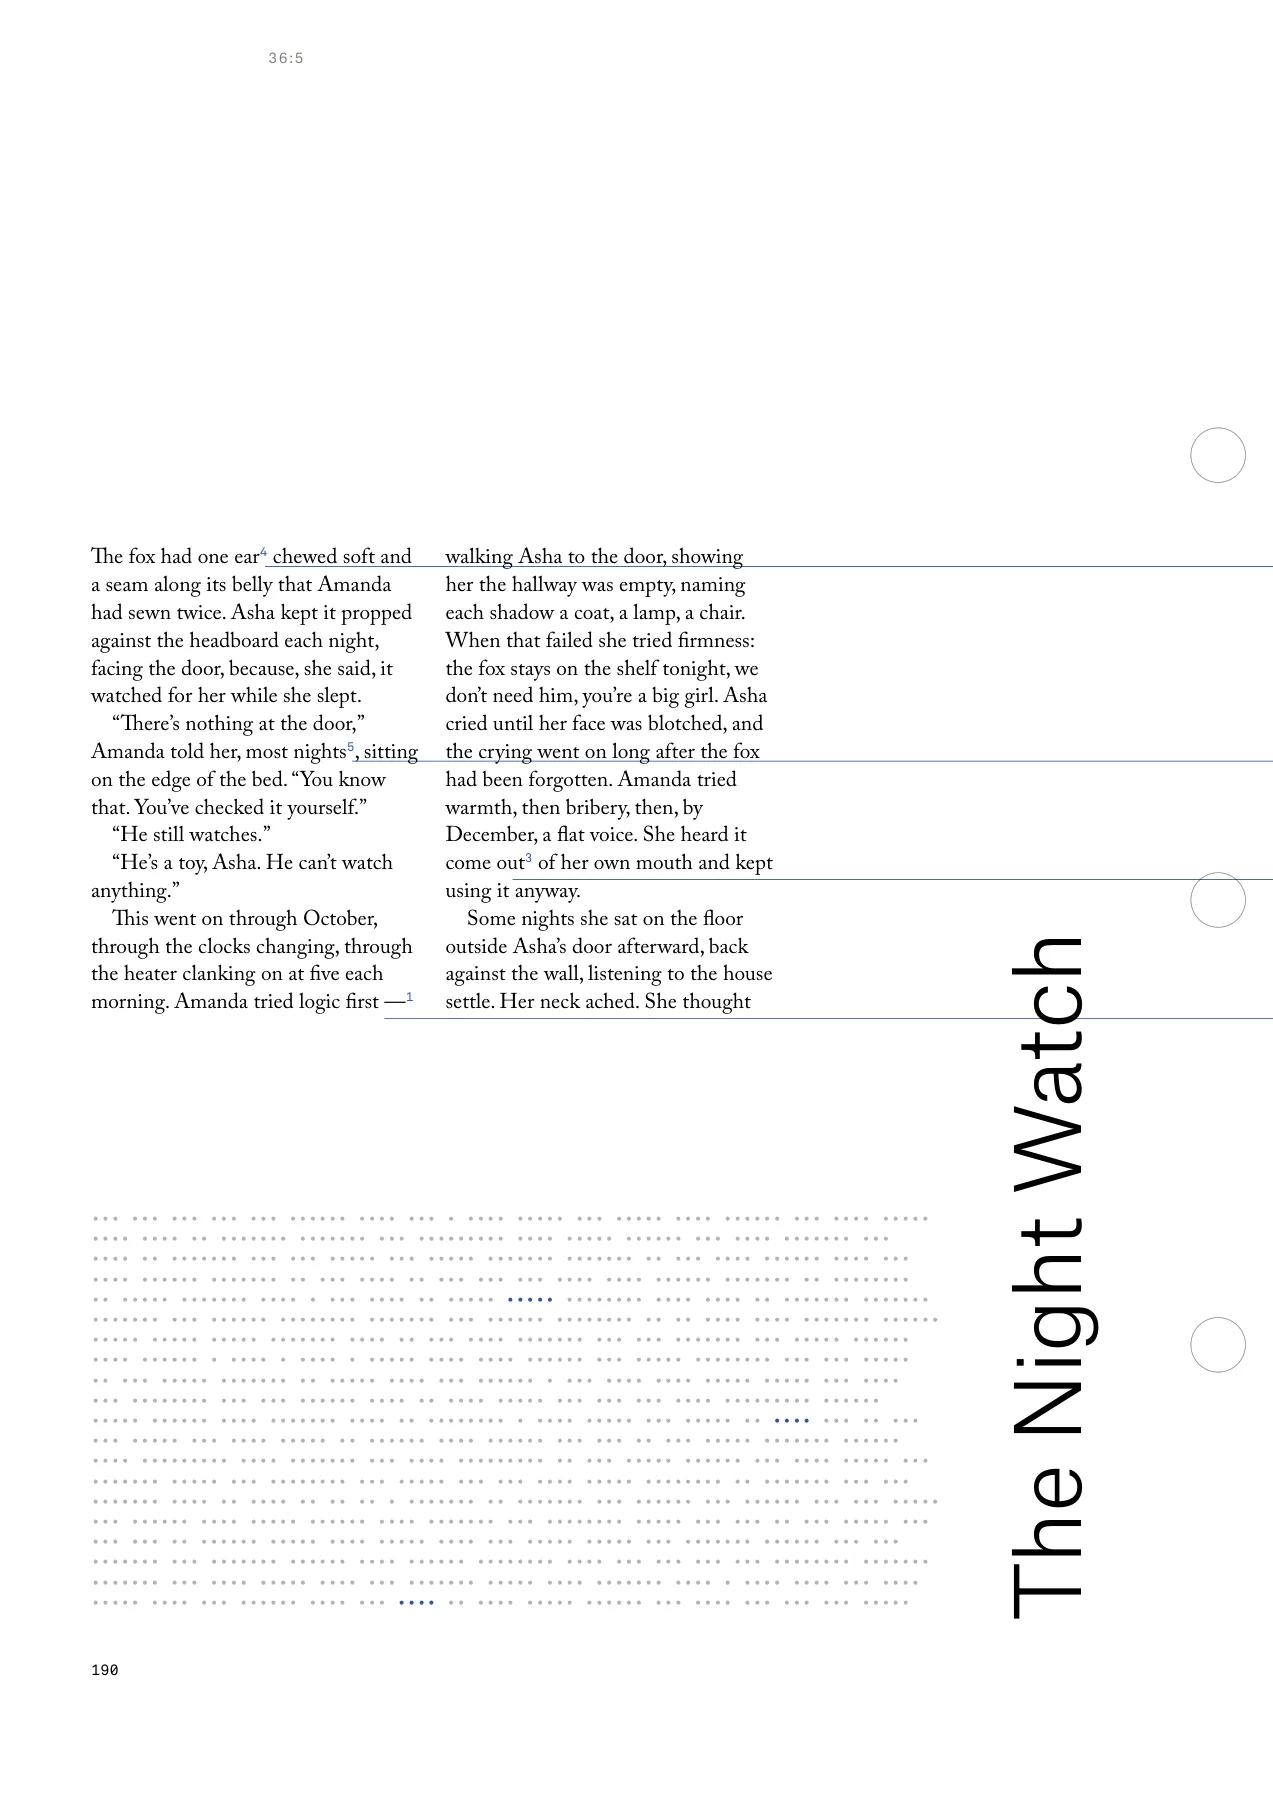 36:5
The fox had one ear4 chewed soft and
a seam along its belly that Amanda
had sewn twice. Asha kept it propped
against the headboard each night,
facing the door, because, she said, it
watched for her while she slept.
“There’s nothing at the door,”
Amanda told her, most nights5, sitting
on the edge of the bed. “You know
that. You’ve checked it yourself.”
“He still watches.”
“He’s a toy, Asha. He can’t watch
anything.”
This went on through October,
through the clocks changing, through
the heater clanking on at five each
morning. Amanda tried logic first —1
walking Asha to the door, showing
her the hallway was empty, naming
each shadow a coat, a lamp, a chair.
When that failed she tried firmness:
the fox stays on the shelf tonight, we
don’t need him, you’re a big girl. Asha
cried until her face was blotched, and
the crying went on long after the fox
had been forgotten. Amanda tried
warmth, then bribery, then, by
December, a flat voice. She heard it
come out3 of her own mouth and kept
using it anyway.
Some nights she sat on the floor
outside Asha’s door afterward, back
against the wall, listening to the house
settle. Her neck ached. She thought
The Night Watch
190